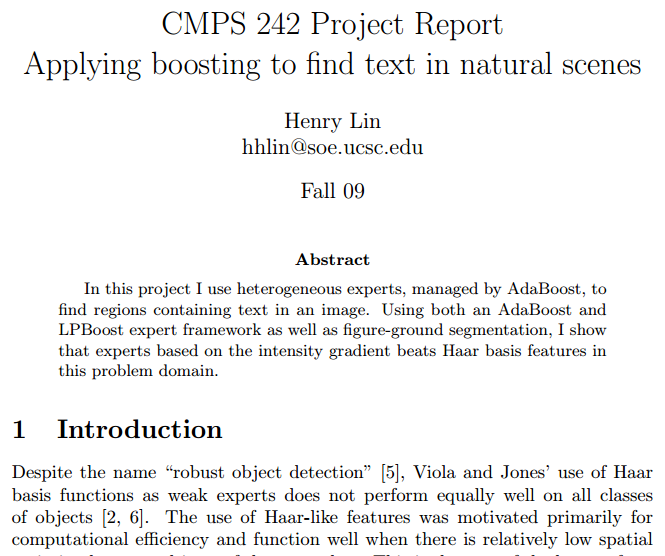 CMPS 242 Project Report
Applying boosting to find text in natural scenes
Henry Lin
hhlin@soe.ucsc.edu
Fall 09
Abstract
In this project I use heterogeneous experts, managed by AdaBoost, to
find regions containing text in an image. Using both an AdaBoost and
LPBoost expert framework as well as figure-ground segmentation, I show
that experts based on the intensity gradient beats Haar basis features in
this problem domain.
1 Introduction
Despite the name “robust object detection” [5], Viola and Jones’ use of Haar
basis functions as weak experts does not perform equally well on all classes
of objects [2, 6]. The use of Haar-like features was motivated primarily for
computational efficiency and function well when there is relatively low spatial